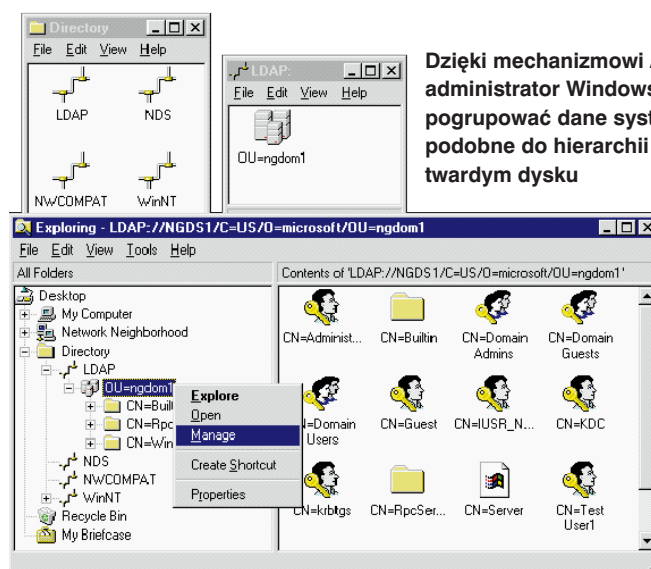 Directory
File Edit View Help
LDAP NDS
NWCOMPAT WinNT
LDAP:
File Edit View Help
OU=ngdom1
Dzięki mechanizmowi
administrator Windows
pogrupować dane syst
podobne do hierarchii
twardym dysku
Exploring - LDAP://NGDS1/C=US/O=microsoft/OU=ngdom1
File Edit View Tools Help
All Folders
Contents of 'LDAP://NGDS1/C=US/O=microsoft/OU=ngdom1'
Desktop
My Computer
Network Neighborhood
Directory
LDAP
OU=ngdom1
CN=Buil
CN=Rpc
CN=Win
NDS
NWCOMPAT
WinNT
Recycle Bin
My Briefcase
Explore
Open
Manage
Create Shortcut
Properties
CN=Administ... CN=Builtin CN=Domain Admins CN=Domain Guests
N=Domain Users CN=Guest CN=IUSR_N... CN=KDC
CN=krbtgs CN=RpcSer... CN=Server CN=Test User1